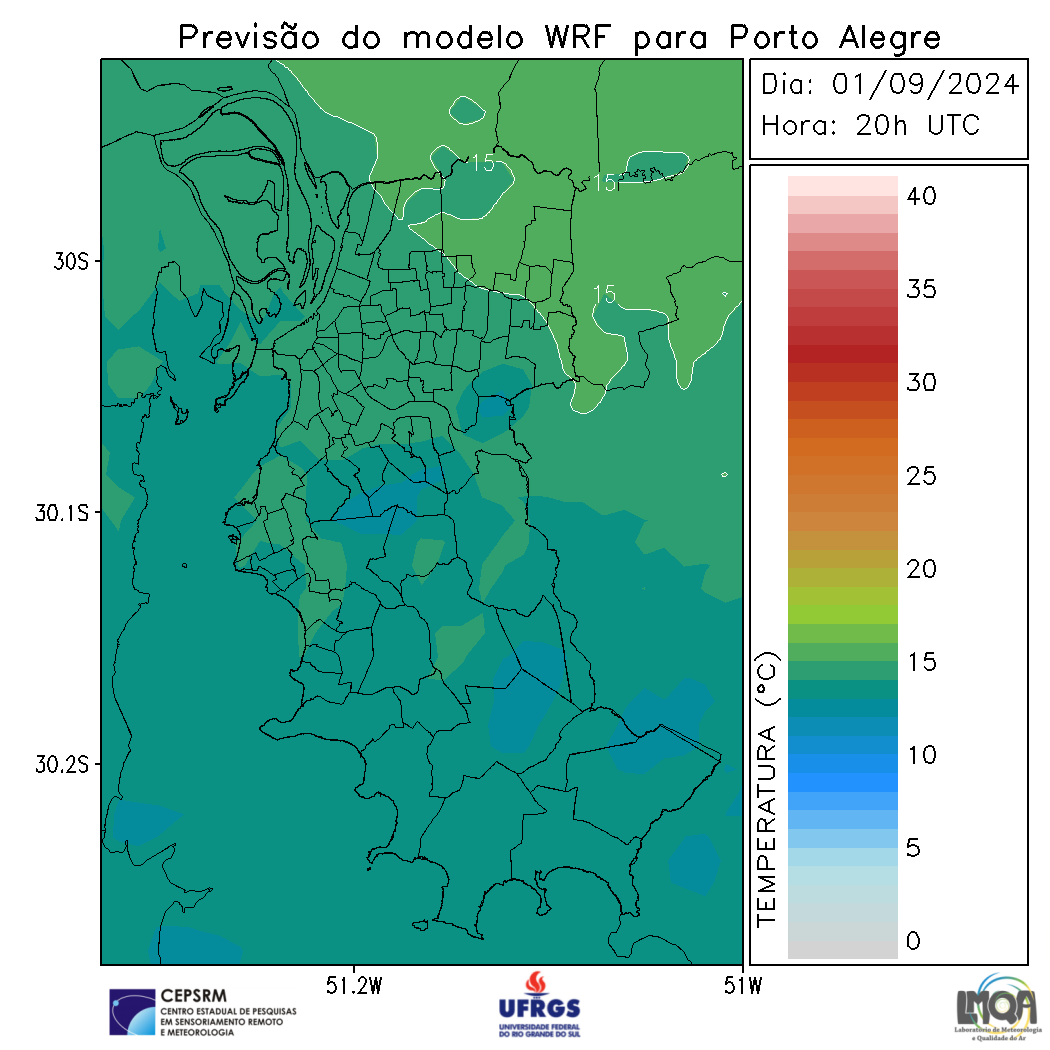 Previsão do modelo WRF para Porto Alegre
Dia: 01/09/2024
Hora: 20h UTC
15
15
15
30S
30.1S
30.2S
51.2W
51W
TEMPERATURA (°C)
40
35
30
25
20
15
10
5
0
CEPSRM
CENTRO ESTADUAL DE PESQUISAS
EM SENSORIAMENTO REMOTO
E METEOROLOGIA
UFRGS
UNIVERSIDADE FEDERAL
DO RIO GRANDE DO SUL
LMQA
Laboratório de Meteorologia
e Qualidade do Ar